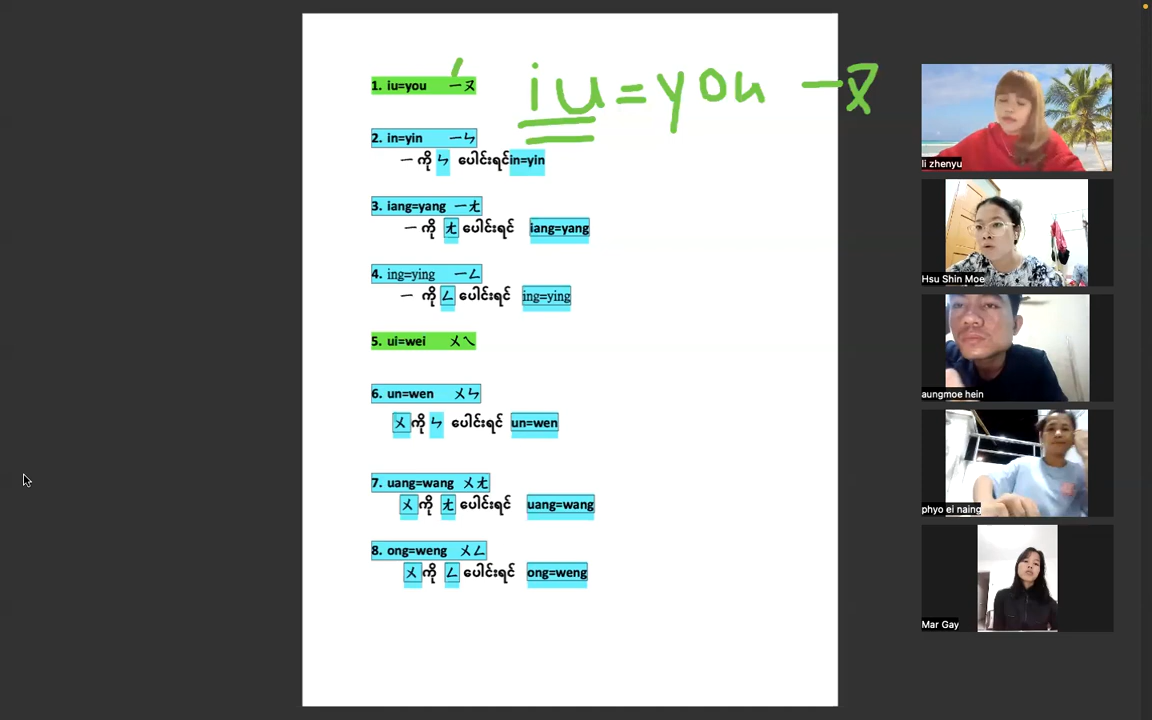 1. iu=you ㄧㄡ
iu=you ㄧㄡ
2. in=yin ㄧㄣ
ㄧ ကို ㄣ ပေါင်းရင်in=yin
3. iang=yang ㄧㄤ
ㄧ ကို ㄤ ပေါင်းရင် iang=yang
4. ing=ying ㄧㄥ
ㄧ ကို ㄥ ပေါင်းရင် ing=ying
5. ui=wei ㄨㄟ
6. un=wen ㄨㄣ
ㄨကို ㄣ ပေါင်းရင် un=wen
7. uang=wang ㄨㄤ
ㄨကို ㄤ ပေါင်းရင် uang=wang
8. ong=weng ㄨㄥ
ㄨကို ㄥ ပေါင်းရင် ong=weng
li zhenyu
Hsu Shin Moe
aungmoe hein
phyo ei naing
Mar Gay